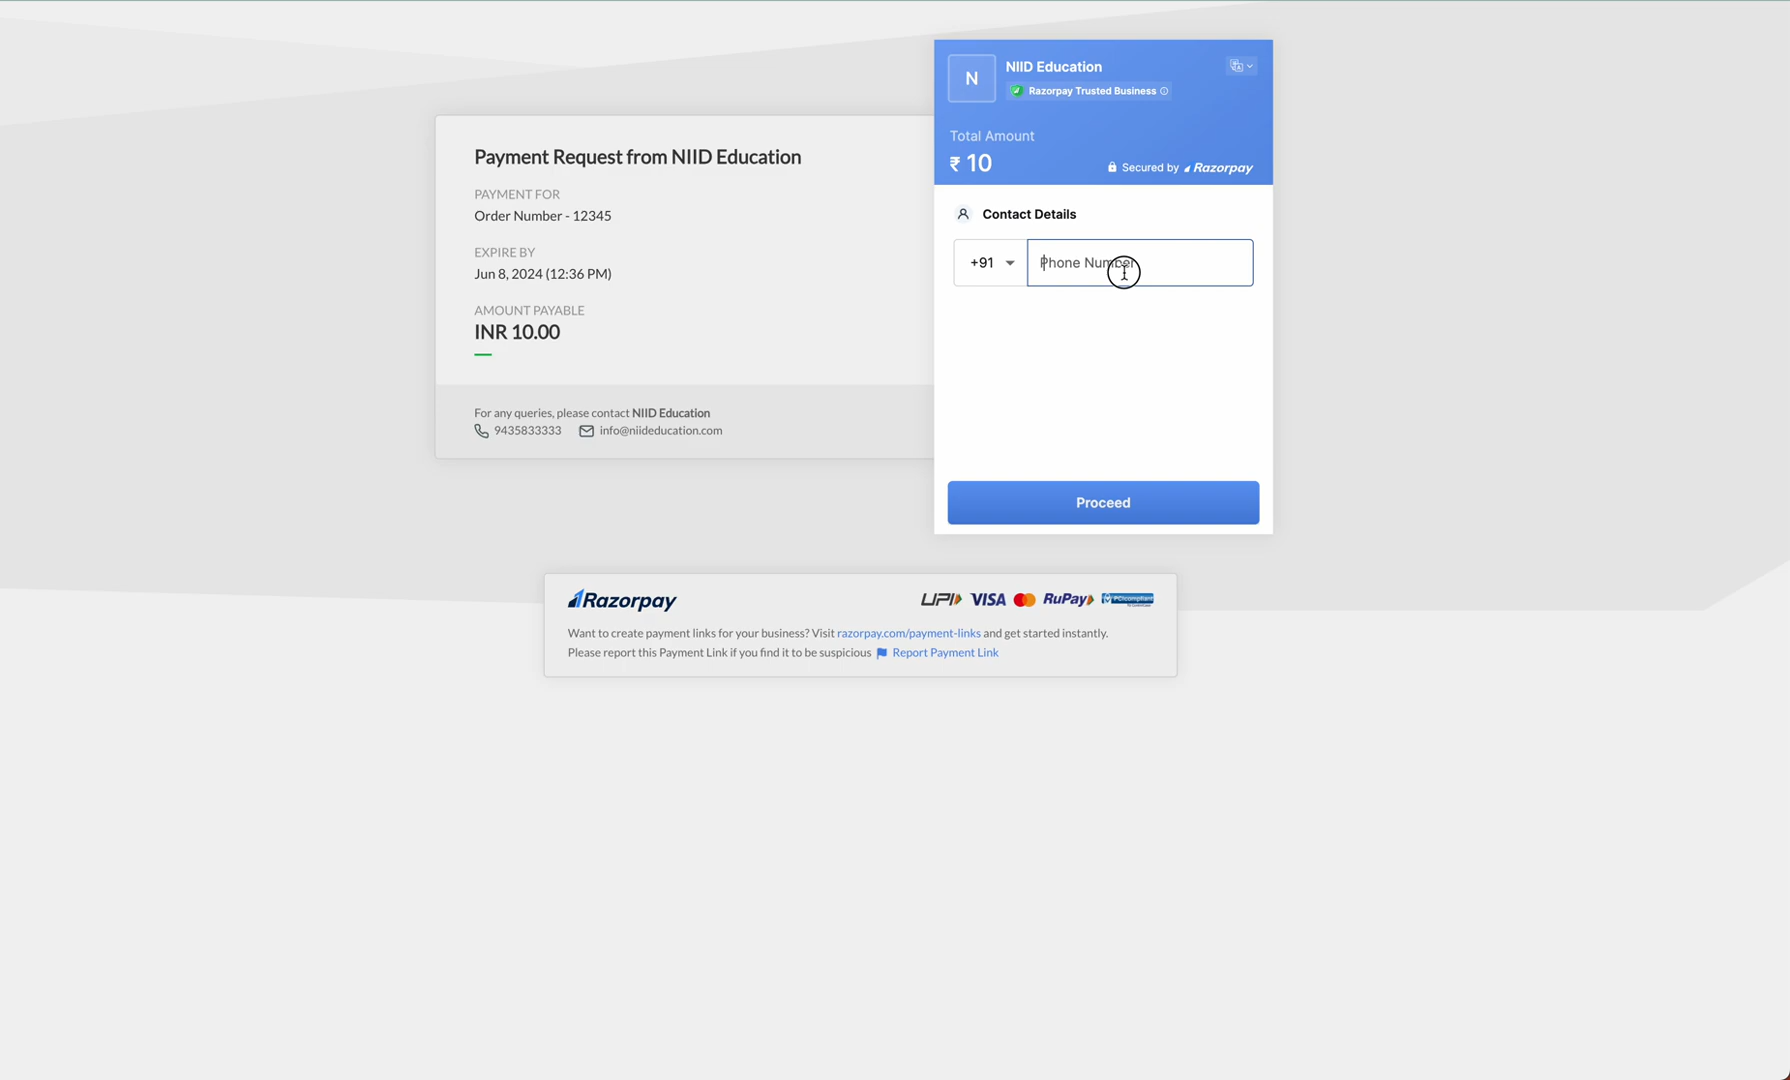 Payment Request from NIID Education
PAYMENT FOR
Order Number - 12345
EXPIRE BY
Jun 8, 2024 (12:36 PM)
AMOUNT PAYABLE
INR 10.00
For any queries, please contact NIID Education
9435833333 info@niideducation.com
N
NIID Education
Razorpay Trusted Business
Total Amount
₹ 10
Secured by Razorpay
Contact Details
+91 Phone Number
Proceed
Razorpay
UPI VISA RuPay PCI compliant
Want to create payment links for your business? Visit razorpay.com/payment-links and get started instantly.
Please report this Payment Link if you find it to be suspicious Report Payment Link